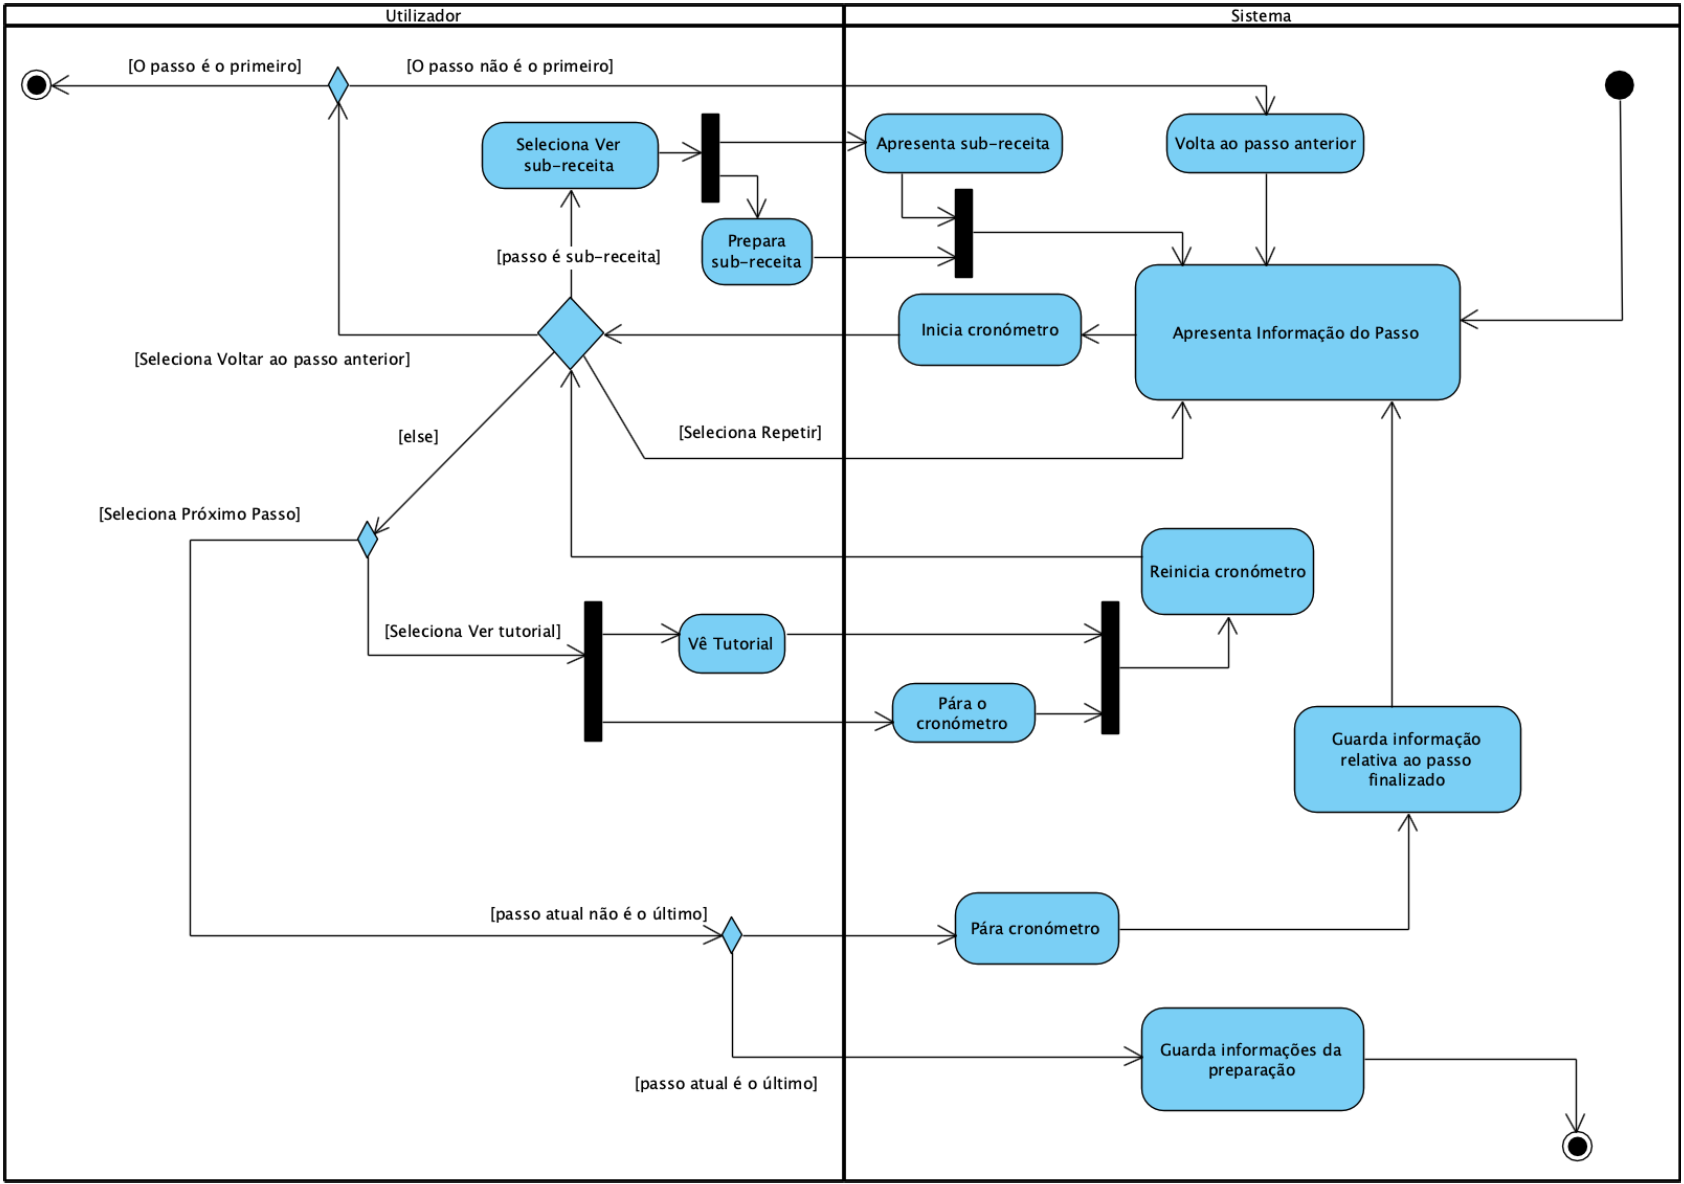 Utilizador
Sistema
[O passo é o primeiro]
[O passo não é o primeiro]
Seleciona Ver
sub-receita
Apresenta sub-receita
Volta ao passo anterior
Prepara
sub-receita
[passo é sub-receita]
Inicia cronómetro
Apresenta Informação do Passo
[Seleciona Voltar ao passo anterior]
[else]
[Seleciona Repetir]
[Seleciona Próximo Passo]
Reinicia cronómetro
[Seleciona Ver tutorial]
Vê Tutorial
Pára o
cronómetro
Guarda informação
relativa ao passo
finalizado
[passo atual não é o último]
Pára cronómetro
Guarda informações da
preparação
[passo atual é o último]